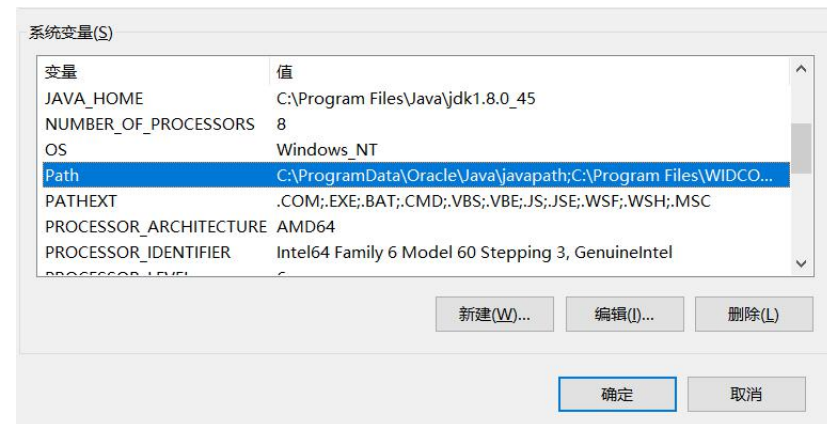 系统变量(S)
变量 值
JAVA_HOME C:\Program Files\Java\jdk1.8.0_45
NUMBER_OF_PROCESSORS 8
OS Windows_NT
Path C:\ProgramData\Oracle\Java\javapath;C:\Program Files\WIDCO...
PATHEXT .COM;.EXE;.BAT;.CMD;.VBS;.VBE;.JS;.JSE;.WSF;.WSH;.MSC
PROCESSOR_ARCHITECTURE AMD64
PROCESSOR_IDENTIFIER Intel64 Family 6 Model 60 Stepping 3, GenuineIntel
新建(W)... 编辑(I)... 删除(L)
确定 取消